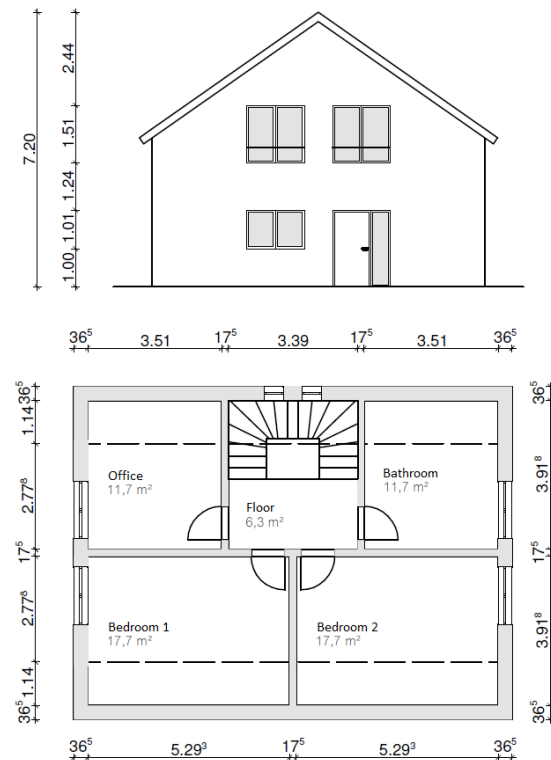 2.44
1.51
7.20
1.24
1.01
1.00
36⁵ 3.51 17⁵ 3.39 17⁵ 3.51 36⁵
36⁵
1.14
2.77⁸
17⁵
2.77⁸
1.14
36⁵
Office
11,7 m²
Floor
6,3 m²
Bathroom
11,7 m²
Bedroom 1
17,7 m²
Bedroom 2
17,7 m²
36⁵
3.91⁸
17⁵
3.91⁸
36⁵
36⁵ 5.29³ 17⁵ 5.29³ 36⁵